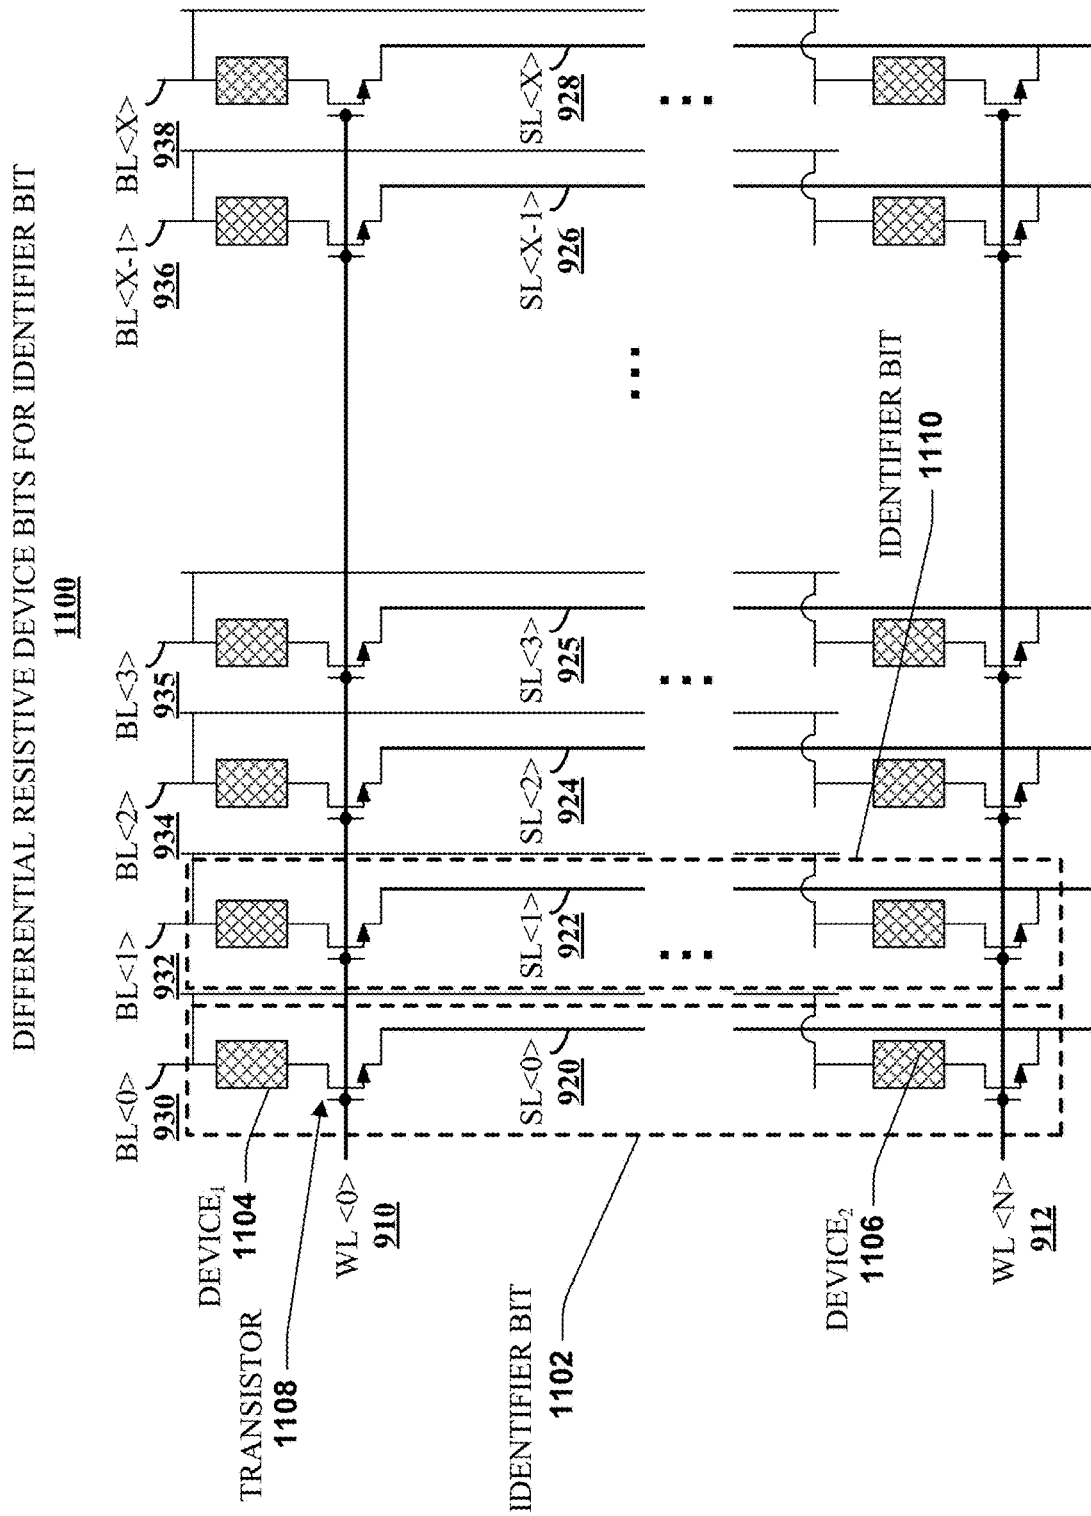 DIFFERENTIAL RESISTIVE DEVICE BITS FOR IDENTIFIER BIT
1100
BL<0>
930
BL<1>
932
BL<2>
934
BL<3>
935
BL<X-1>
936
BL<X>
938
DEVICE1
1104
TRANSISTOR
1108
WL <0>
910
SL<0>
920
SL<1>
922
SL<2>
924
SL<3>
925
SL<X-1>
926
SL<X>
928
IDENTIFIER BIT
1102
IDENTIFIER BIT
1110
DEVICE2
1106
WL <N>
912